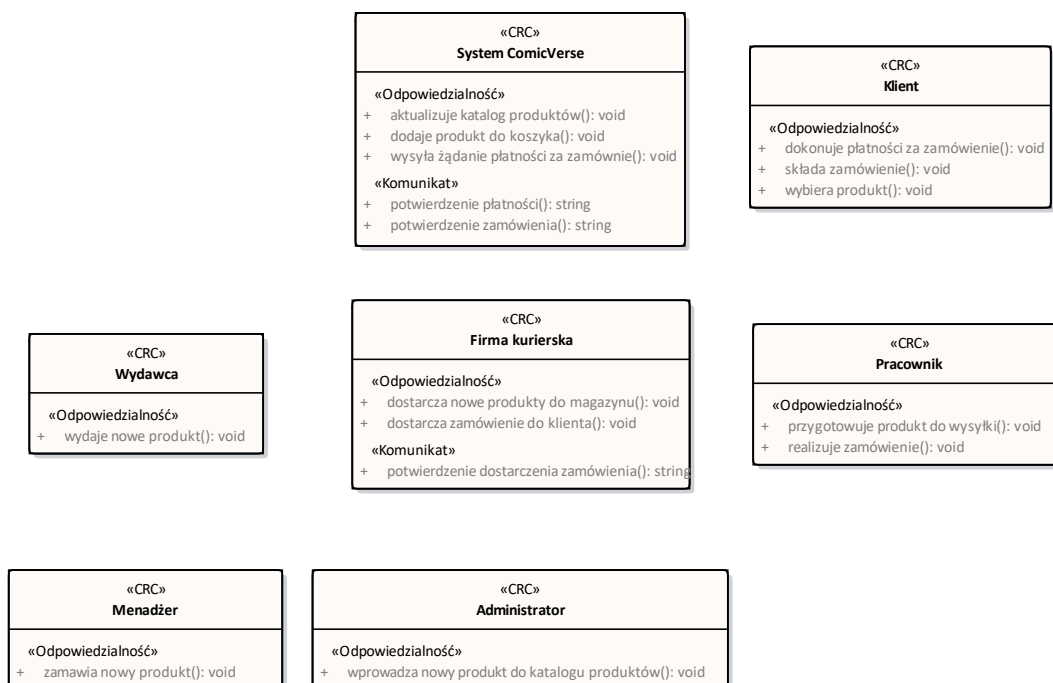 «CRC»
System ComicVerse
«Odpowiedzialność»
+ aktualizuje katalog produktów(): void
+ dodaje produkt do koszyka(): void
+ wysyła żądanie płatności za zamównie(): void
«Komunikat»
+ potwierdzenie płatności(): string
+ potwierdzenie zamówienia(): string
«CRC»
Klient
«Odpowiedzialność»
+ dokonuje płatności za zamówienie(): void
+ składa zamówienie(): void
+ wybiera produkt(): void
«CRC»
Wydawca
«Odpowiedzialność»
+ wydaje nowe produkt(): void
«CRC»
Firma kurierska
«Odpowiedzialność»
+ dostarcza nowe produkty do magazynu(): void
+ dostarcza zamówienie do klienta(): void
«Komunikat»
+ potwierdzenie dostarczenia zamówienia(): string
«CRC»
Pracownik
«Odpowiedzialność»
+ przygotowuje produkt do wysyłki(): void
+ realizuje zamówienie(): void
«CRC»
Menadżer
«Odpowiedzialność»
+ zamawia nowy produkt(): void
«CRC»
Administrator
«Odpowiedzialność»
+ wprowadza nowy produkt do katalogu produktów(): void